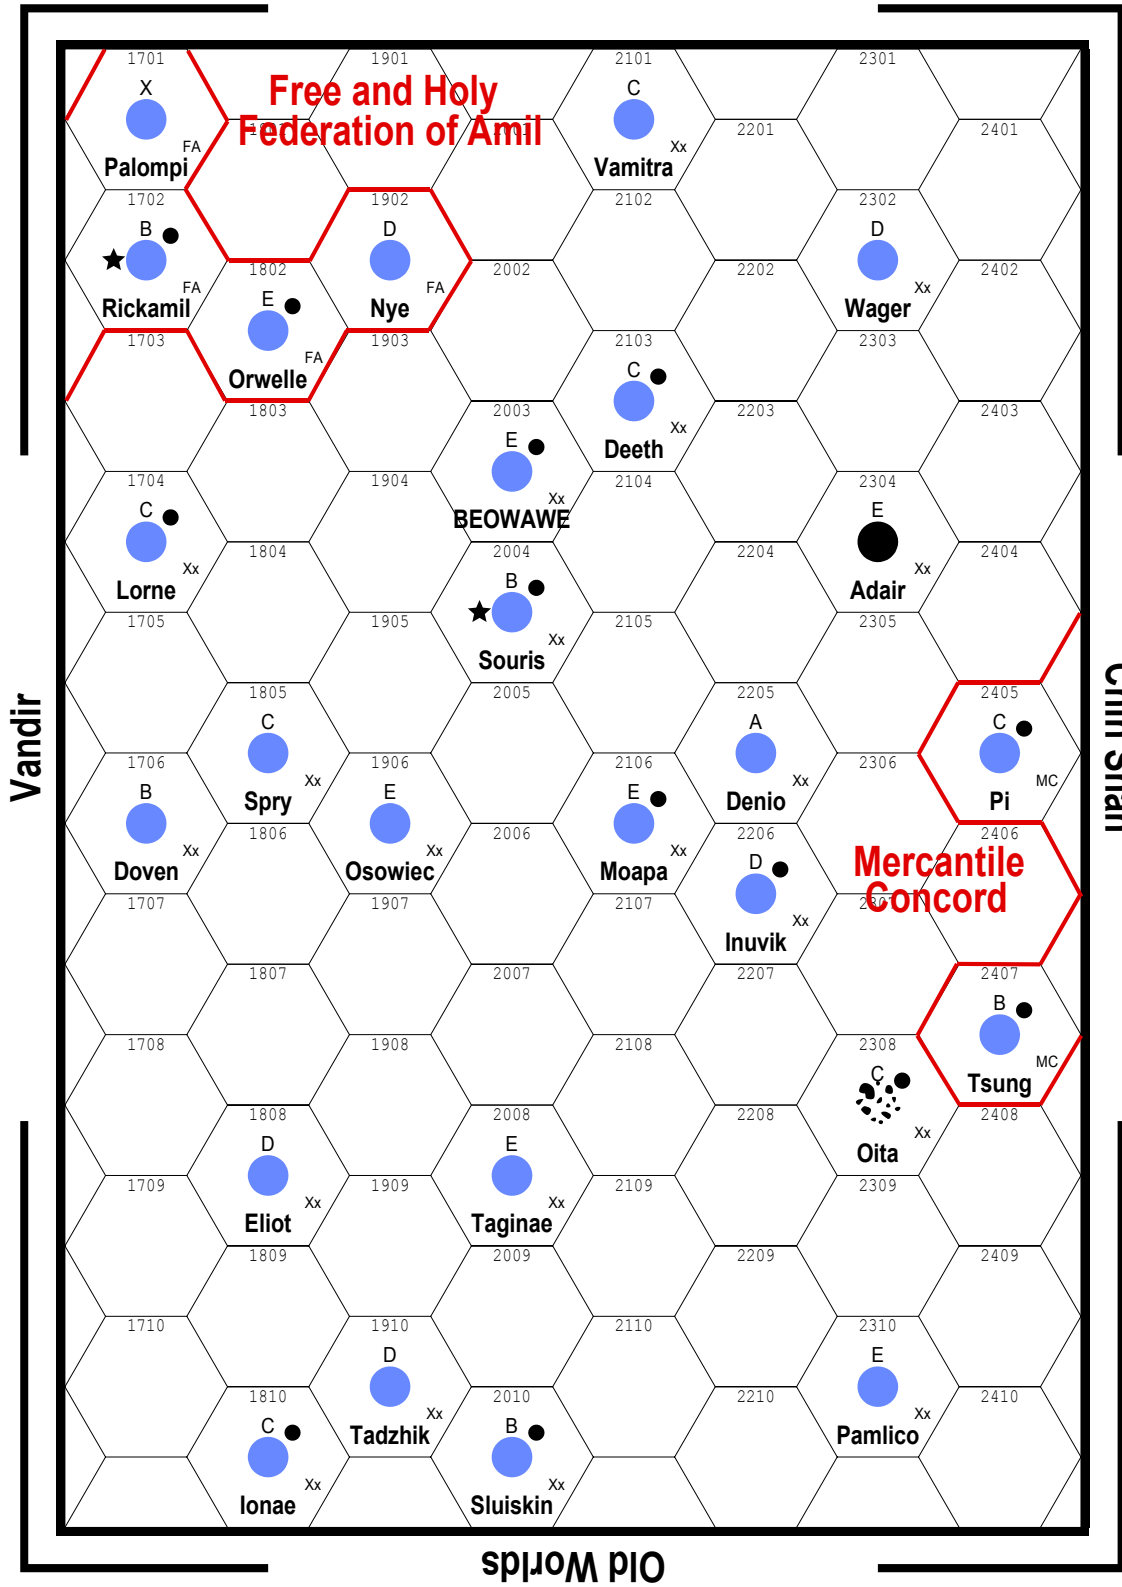 1701
1901
2101
2301
X
C
Free and Holy
Federation of Amil
1801
2001
2201
2401
FA
Xx
Palompi
Vamitra
1702
1902
2102
2302
B
D
D
1802
2002
2202
2402
FA
FA
Xx
Rickamil
E
Nye
Wager
1703
1903
2103
2303
FA
C
Orwelle
1803
2003
2203
2403
Xx
E
Deeth
1704
1904
2104
2304
C
Xx
E
BEOWAWE
1804
2004
2204
2404
Xx
Xx
Lorne
B
Adair
1705
1905
2105
2305
Xx
Souris
1805
2005
2205
2405
C
A
C
Vandir
1706
1906
2106
2306
Xx
Xx
MC
B
Spry
E
E
Denio
Pi
1806
2006
2206
2406
Xx
Xx
Xx
D
Mercantile
Doven
Osowiec
Moapa
Concord
1707
1907
2107
2307
Xx
Inuvik
1807
2007
2207
2407
B
1708
1908
2108
2308
MC
C
Tsung
1808
2008
2208
2408
Xx
D
E
Oita
1709
1909
2109
2309
Xx
Xx
Eliot
Taginae
1809
2009
2209
2409
1710
1910
2110
2310
D
E
1810
2010
2210
2410
Xx
Xx
C
Tadzhik
B
Pamlico
Xx
Xx
Ionae
Sluiskin
Old Worlds